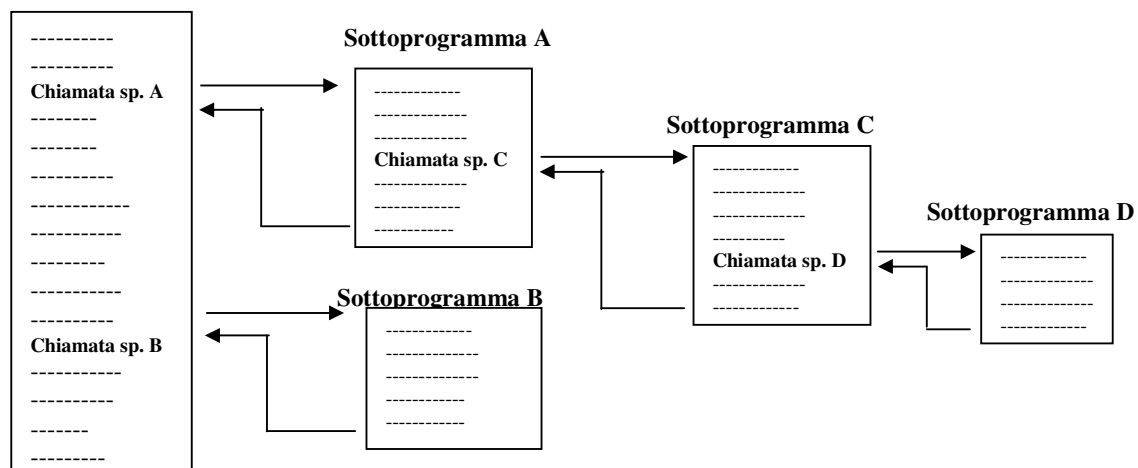 Chiamata sp. A
Chiamata sp. B
Sottoprogramma A
Chiamata sp. C
Sottoprogramma B
Sottoprogramma C
Chiamata sp. D
Sottoprogramma D